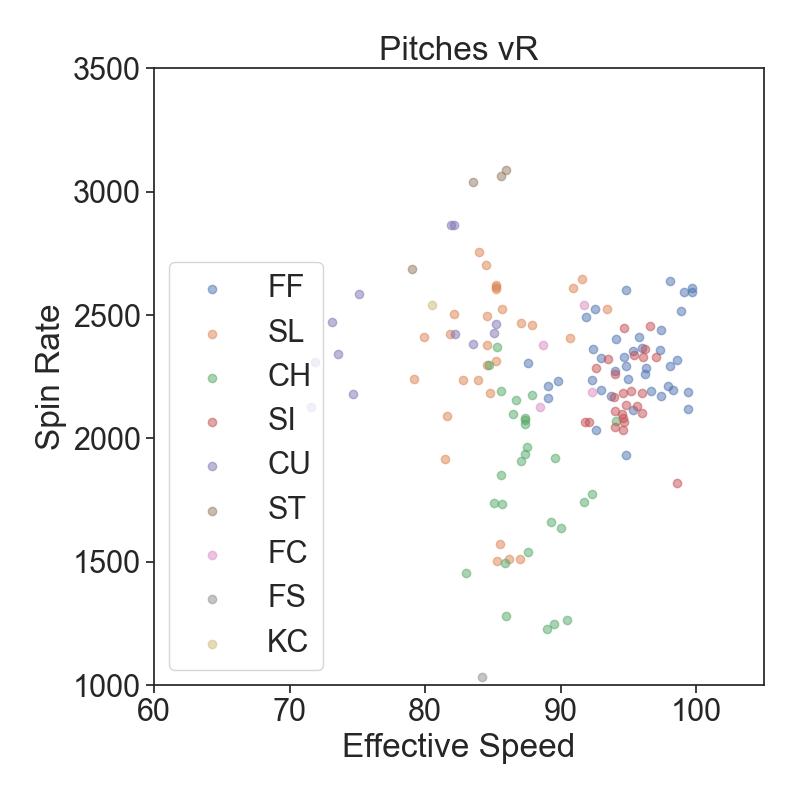 Pitches vR
3500
3000
2500
2000
1500
1000
Spin Rate
FF
SL
CH
SI
CU
ST
FC
FS
KC
60 70 80 90 100
Effective Speed